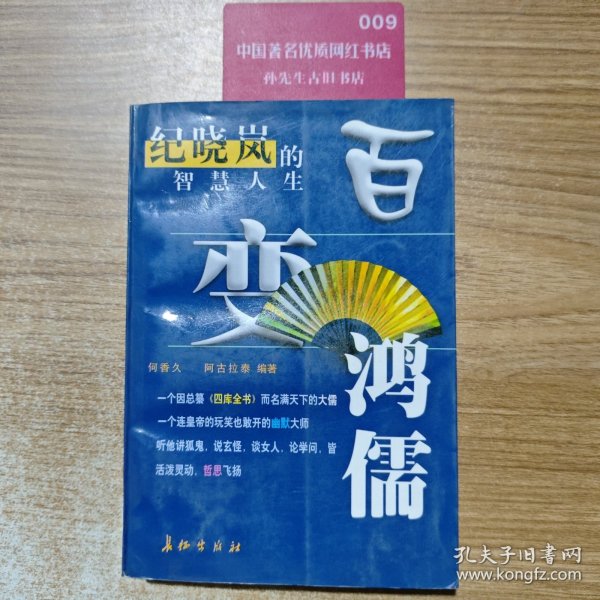 009
中国著名优质网红书店
孙先生古旧书店
纪晓岚的
智慧人生
百
变
鸿
儒
何香久 阿古拉泰 编著
一个因总纂《四库全书》而名满天下的大儒
一个连皇帝的玩笑也敢开的幽默大师
听他讲狐鬼，说玄怪，谈女人，论学问，皆
活泼灵动，哲思飞扬
长征出版社
孔夫子旧书网
www.kongfz.com